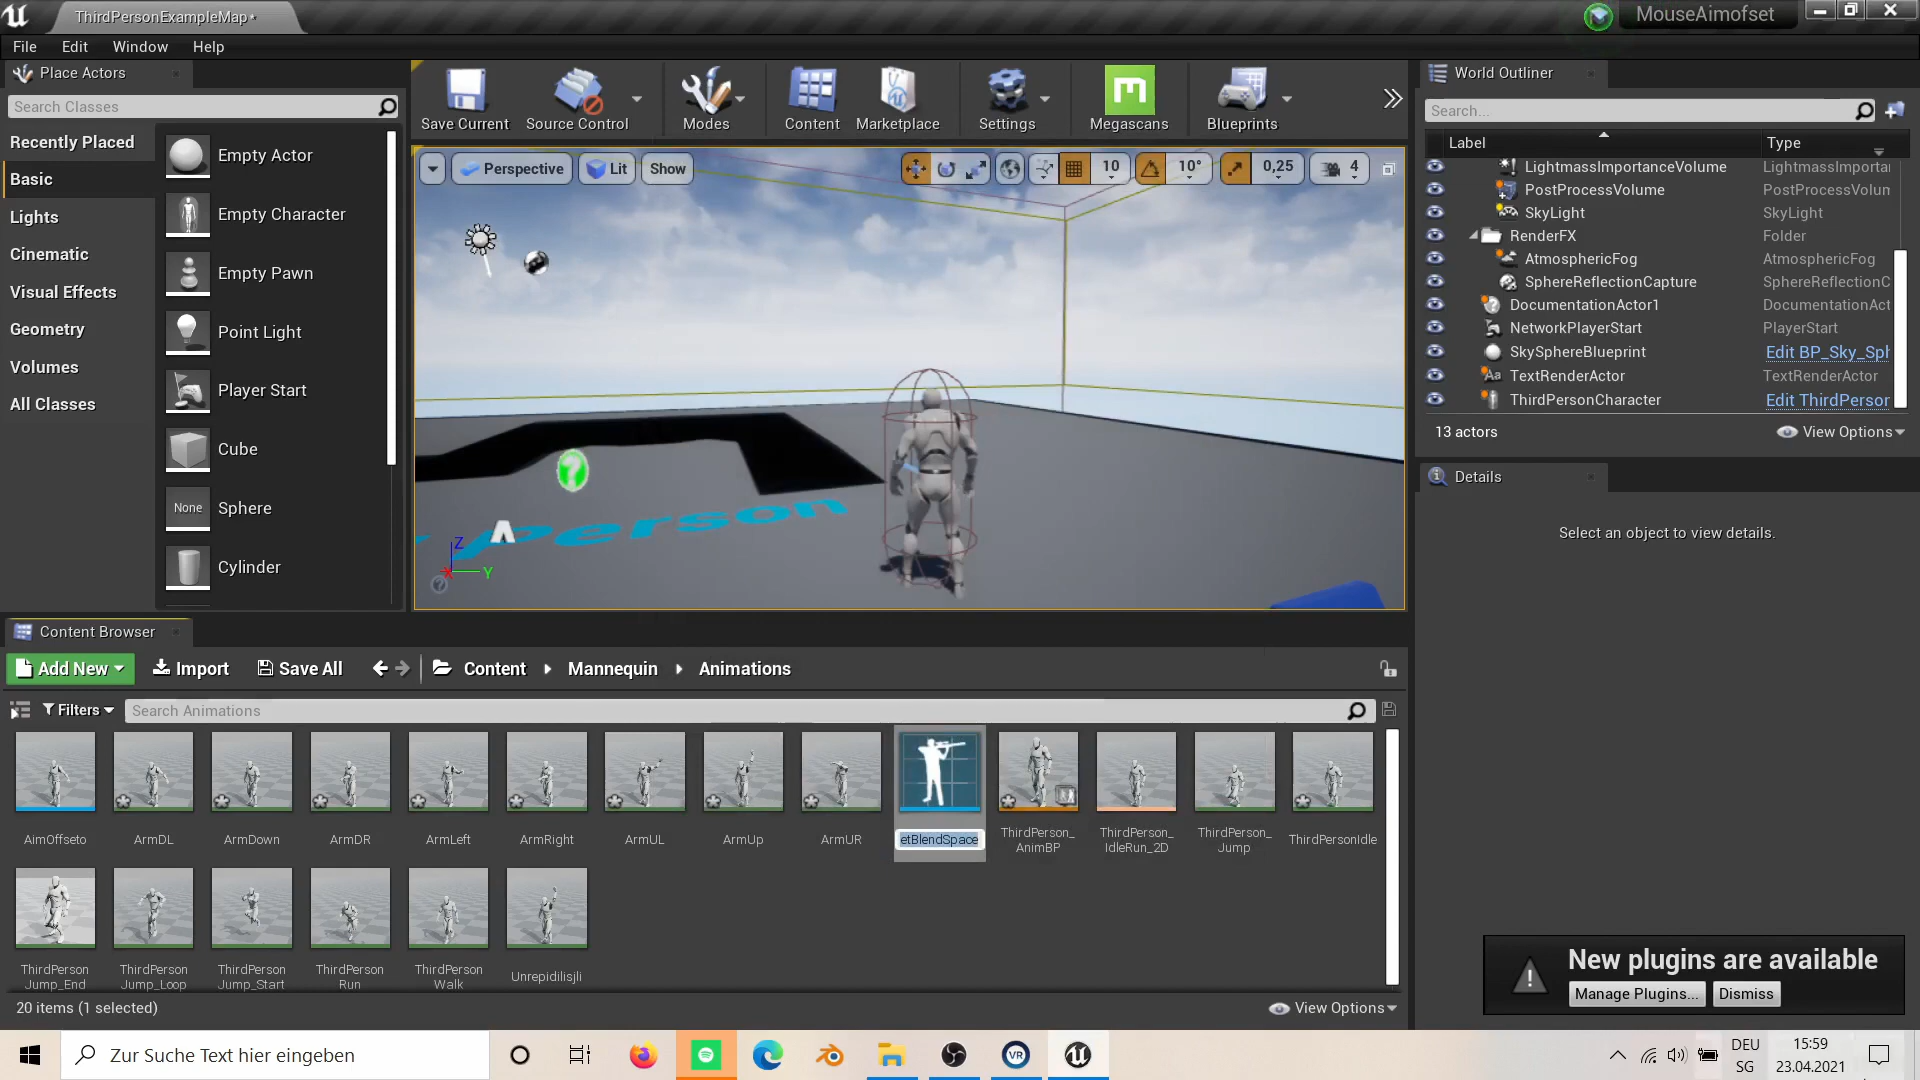 ThirdPersonExampleMap*
MouseAimofset
File Edit Window Help
Place Actors
Search Classes
Recently Placed
Basic
Lights
Cinematic
Visual Effects
Geometry
Volumes
All Classes
Empty Actor
Empty Character
Empty Pawn
Point Light
Player Start
Cube
None
Sphere
Cylinder
Save Current
Source Control
Modes
Content
Marketplace
Settings
Megascans
Blueprints
Perspective
Lit
Show
10
10°
0,25
4
person
Z
X
Y
World Outliner
Search...
Label Type
LightmassImportanceVolume LightmassImportai
PostProcessVolume PostProcessVolun
SkyLight SkyLight
RenderFX Folder
AtmosphericFog AtmosphericFog
SphereReflectionCapture SphereReflectionC
DocumentationActor1 DocumentationAct
NetworkPlayerStart PlayerStart
SkySphereBlueprint Edit BP_Sky_Sph
TextRenderActor TextRenderActor
ThirdPersonCharacter Edit ThirdPerson
13 actors
View Options
Details
Select an object to view details.
Content Browser
Add New
Import
Save All
Content
Mannequin
Animations
Filters
Search Animations
AimOffseto
ArmDL
ArmDown
ArmDR
ArmLeft
ArmRight
ArmUL
ArmUp
ArmUR
etBlendSpace
ThirdPerson_
AnimBP
ThirdPerson_
IdleRun_2D
ThirdPerson_
Jump
ThirdPersonIdle
ThirdPerson
Jump_End
ThirdPerson
Jump_Loop
ThirdPerson
Jump_Start
ThirdPerson
Run
ThirdPerson
Walk
Unrepidilisjli
20 items (1 selected)
View Options
New plugins are available
Manage Plugins...
Dismiss
Zur Suche Text hier eingeben
DEU
SG
15:59
23.04.2021